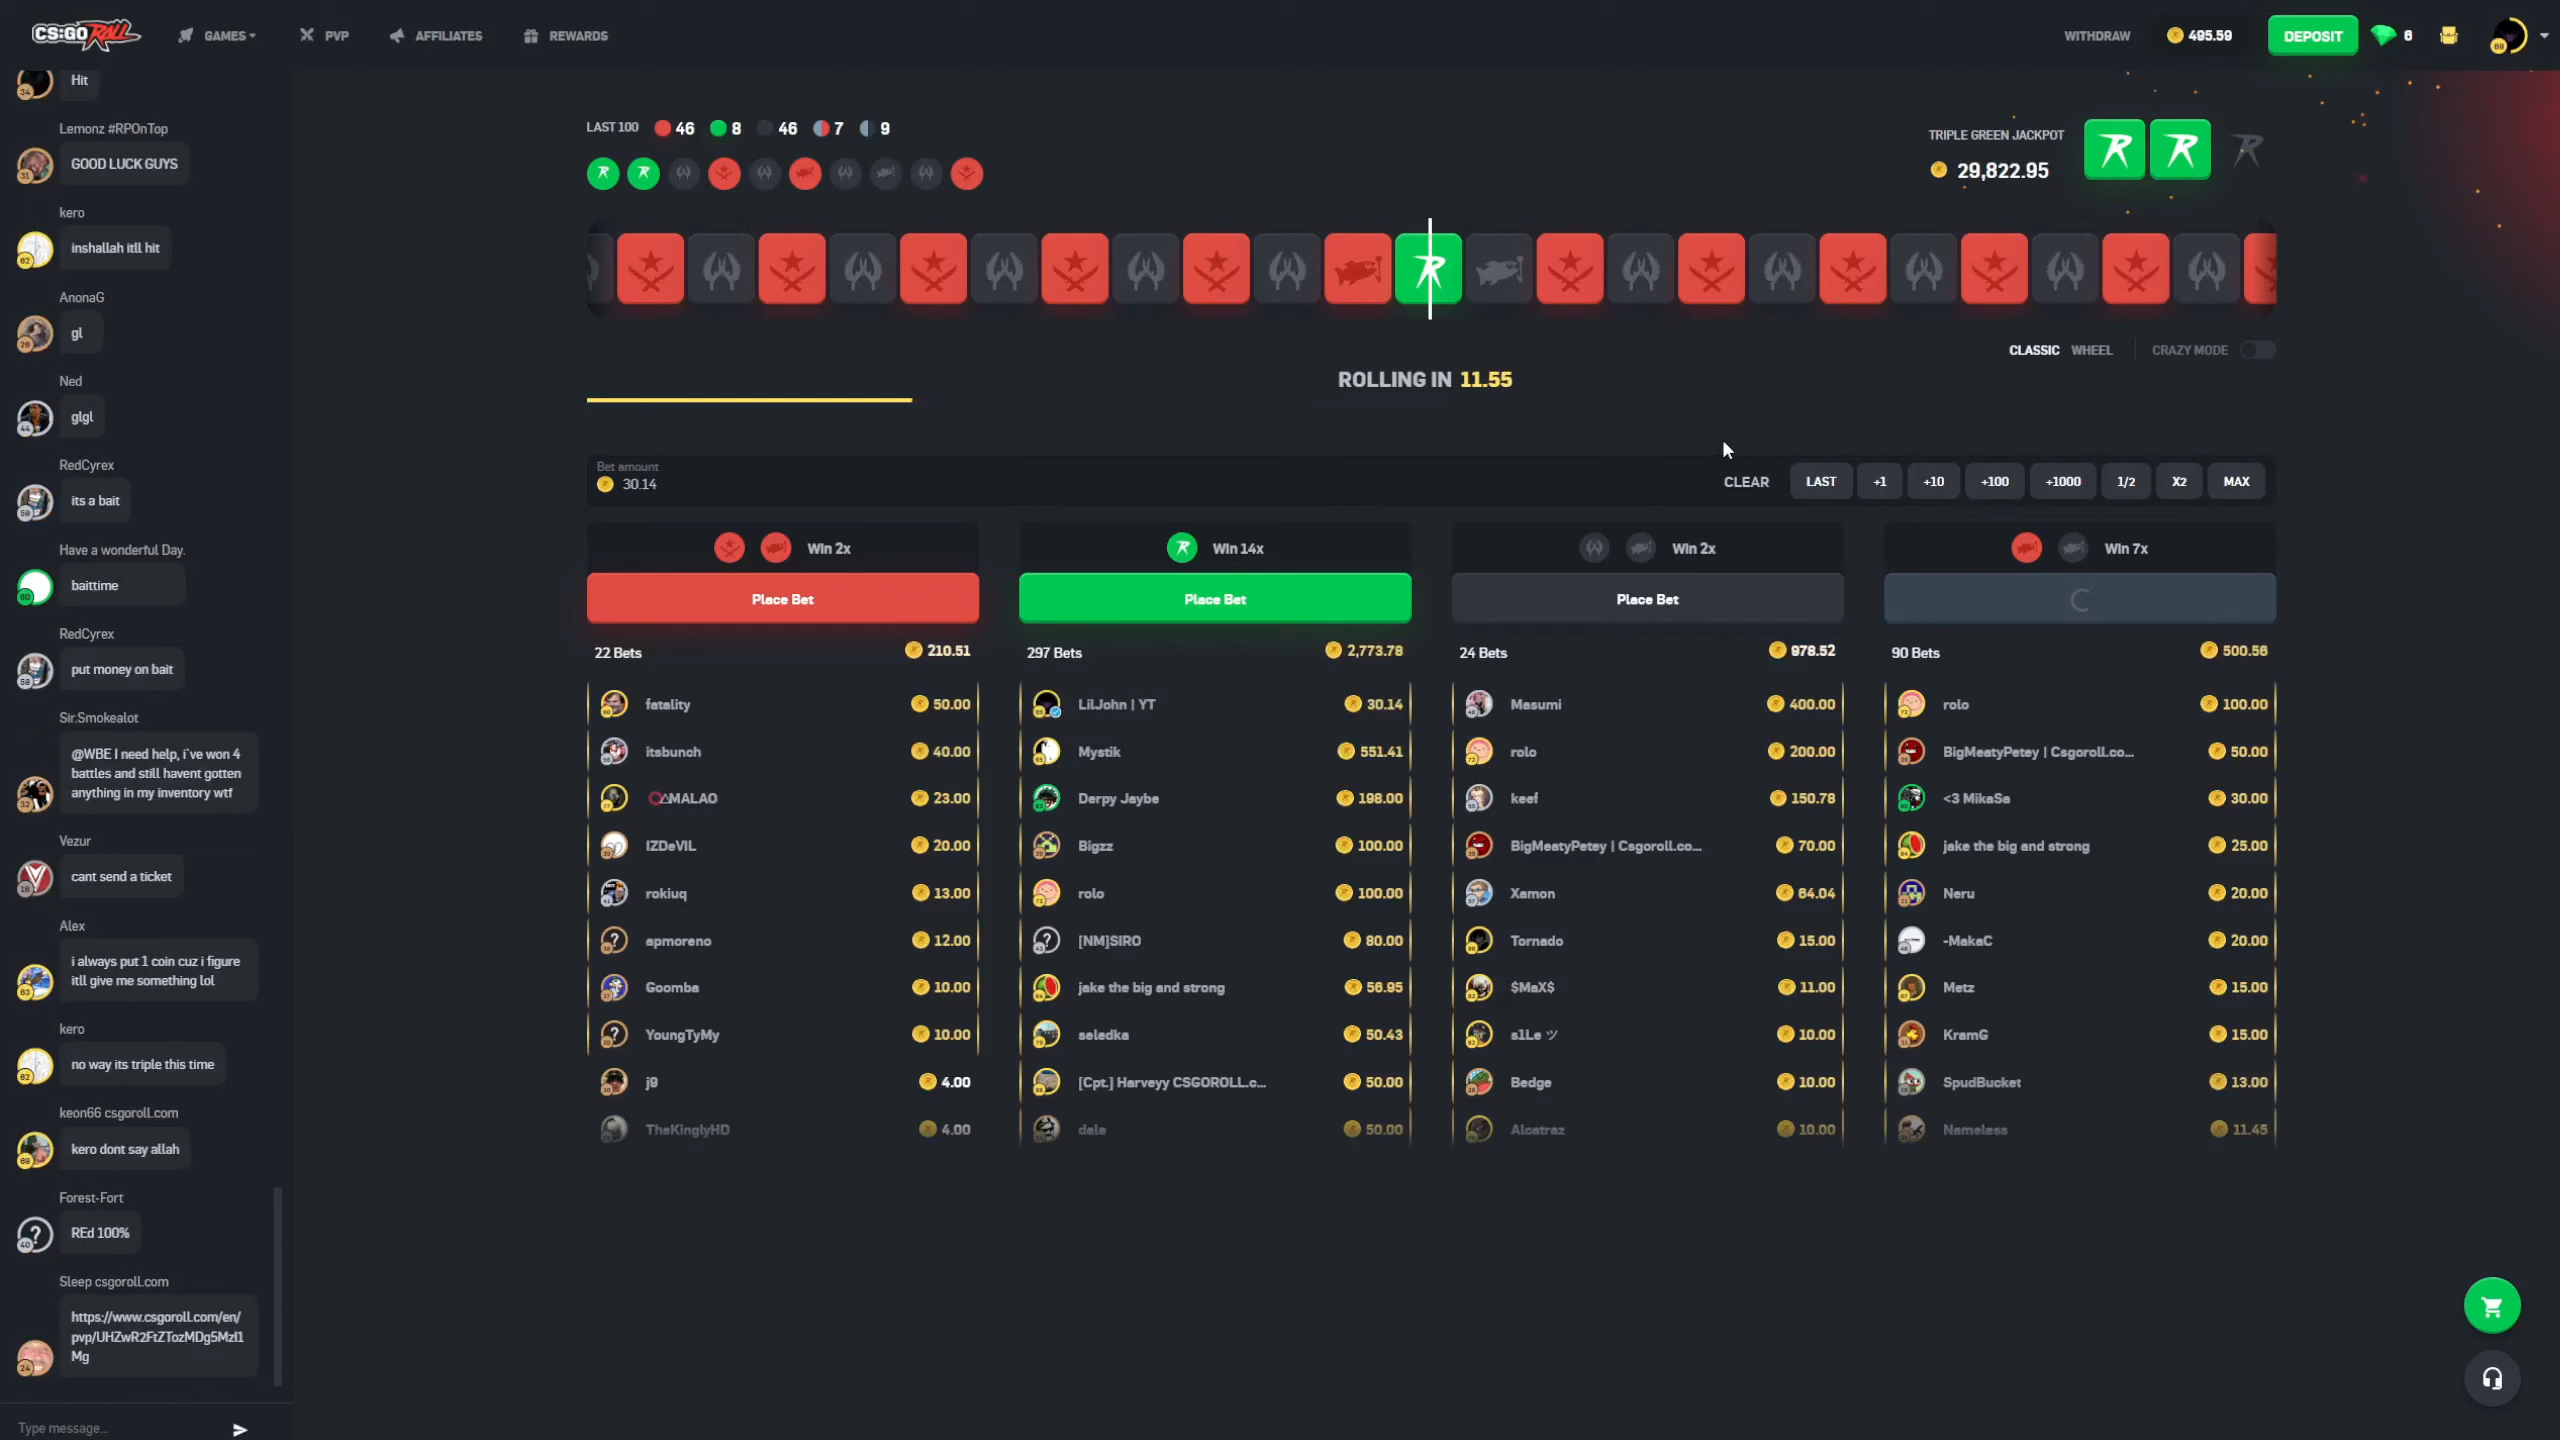 CS:GO ROLL
GAMES
PVP
AFFILIATES
REWARDS
WITHDRAW
495.59
DEPOSIT
6
Hit
34
Lemonz #RPOnTop
GOOD LUCK GUYS
31
kero
inshallah itll hit
62
AnonaG
gl
Ned
glgl
44
RedCyrex
its a bait
59
Have a wonderful Day.
baittime
RedCyrex
put money on bait
59
Sir.Smokealot
@WBE I need help, i`ve won 4
battles and still havent gotten
anything in my inventory wtf
32
Vezur
cant send a ticket
Alex
i always put 1 coin cuz i figure
itll give me something lol
63
kero
no way its triple this time
62
keon66 csgoroll.com
kero dont say allah
Forest-Fort
REd 100%
Sleep csgoroll.com
https://www.csgoroll.com/en/
pvp/UHZwR2FtZTozMDg5MzI1
Mg
24
Type message...
LAST 100
46
8
46
7
9
TRIPLE GREEN JACKPOT
29,822.95
CLASSIC
WHEEL
CRAZY MODE
ROLLING IN 11.55
Bet amount
30.14
CLEAR
LAST
+1
+10
+100
+1000
1/2
X2
MAX
Win 2x
Place Bet
22 Bets
210.51
fatality
50.00
itsbunch
40.00
MALAO
23.00
IZDeVIL
20.00
rokiuq
13.00
apmoreno
12.00
Goomba
10.00
YoungTyMy
10.00
j9
4.00
TheKinglyHD
4.00
Win 14x
Place Bet
297 Bets
2,773.78
LilJohn | YT
30.14
Mystik
551.41
Derpy Jaybe
198.00
Bigzz
100.00
rolo
100.00
[NM]SIRO
80.00
jake the big and strong
56.95
seledka
50.43
[Cpt.] Harveyy CSGOROLL.c...
50.00
dale
50.00
Win 2x
Place Bet
24 Bets
978.52
Masumi
400.00
rolo
200.00
keef
150.78
BigMeatyPetey | Csgoroll.co...
70.00
Xamon
64.04
Tornado
15.00
$MaX$
11.00
s1Le ツ
10.00
Bedge
10.00
Alcatraz
10.00
Win 7x
90 Bets
500.56
rolo
100.00
BigMeatyPetey | Csgoroll.co...
50.00
<3 MikaSa
30.00
jake the big and strong
25.00
Neru
20.00
-MakaC
20.00
Metz
15.00
KramG
15.00
SpudBucket
13.00
Nameless
11.45